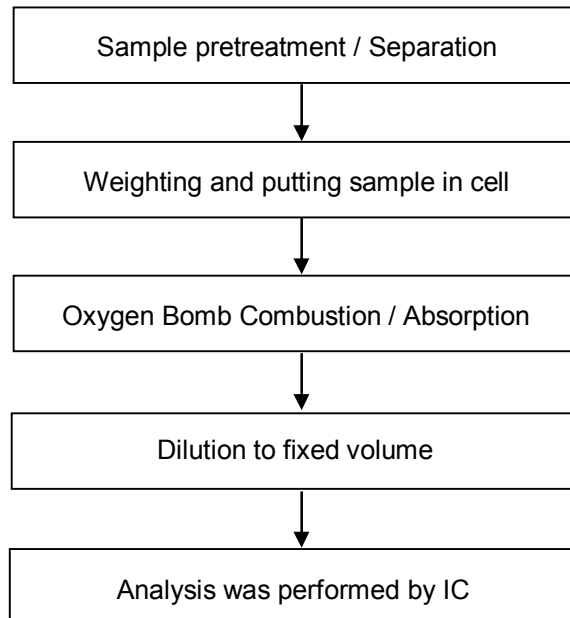 Sample pretreatment / Separation
Weighting and putting sample in cell
Oxygen Bomb Combustion / Absorption
Dilution to fixed volume
Analysis was performed by IC